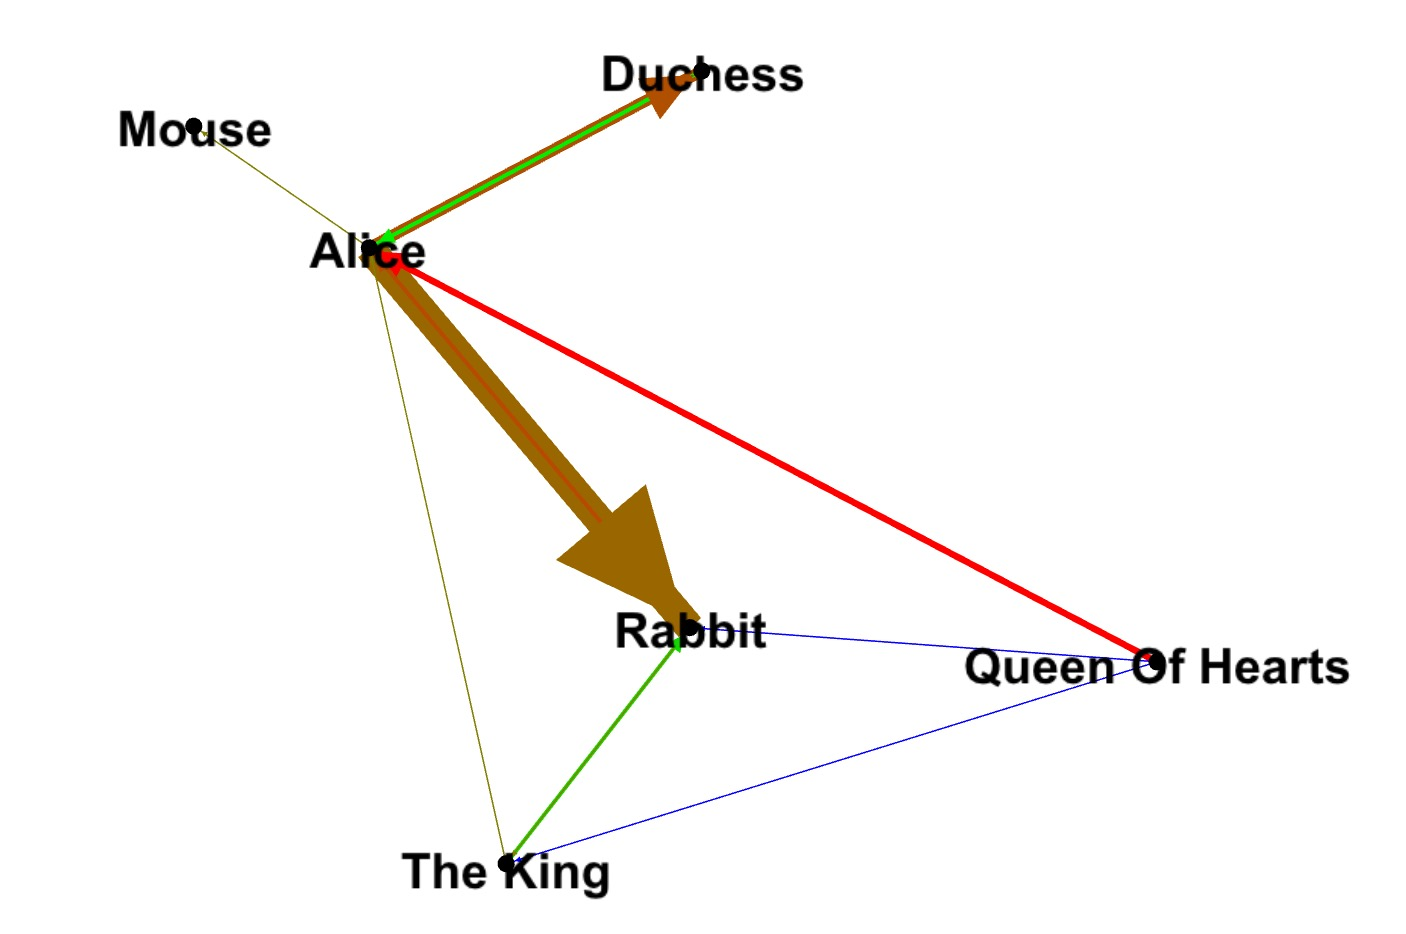 Duchess
Mouse
Alice
Rabbit
Queen Of Hearts
The King